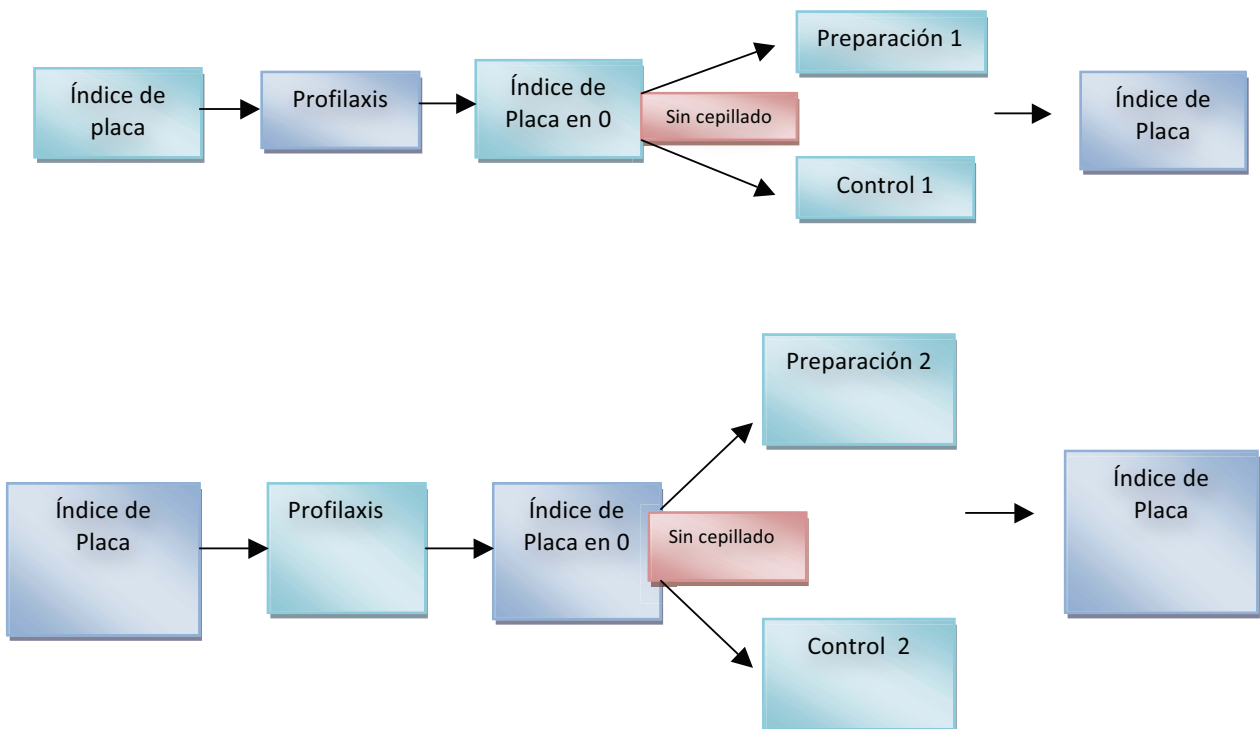 Índice de
placa
Profilaxis
Índice de
Placa en 0
Sin cepillado
Preparación 1
Control 1
Índice de
Placa
Índice de
Placa
Profilaxis
Índice de
Placa en 0
Sin cepillado
Preparación 2
Control 2
Índice de
Placa